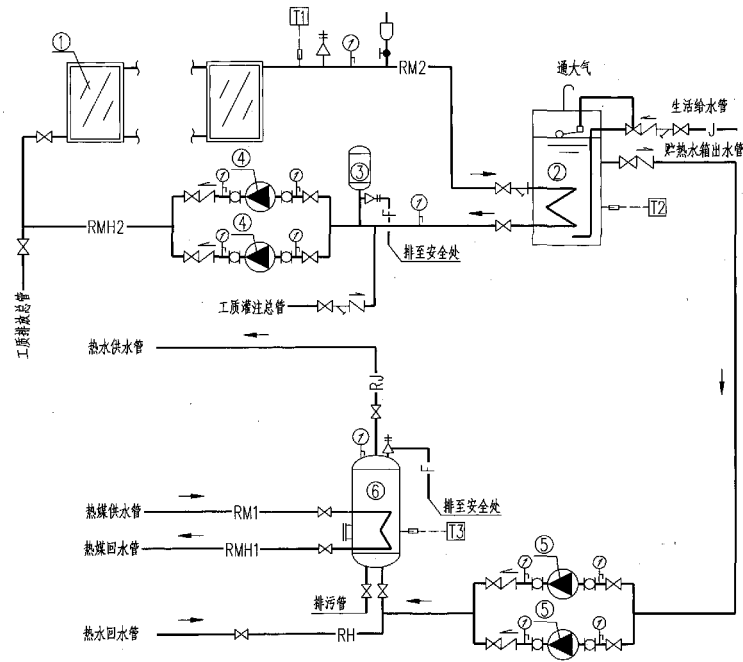 T1
①
RM2
通大气
生活给水管
J
贮热水箱出水管
④
③
②
T2
RMH2
④
排至安全处
工质灌注总管
工质排放总管
热水供水管
RJ
⑥
排至安全处
热媒供水管
RM1
T3
热媒回水管
RMH1
⑤
排污管
⑤
热水回水管
RH